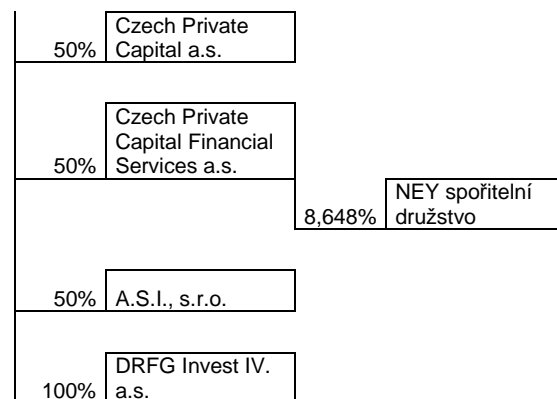 Czech Private
50% Capital a.s.
Czech Private
Capital Financial
50% Services a.s.
NEY spořitelní
8,648% družstvo
50% A.S.I., s.r.o.
DRFG Invest IV.
100% a.s.